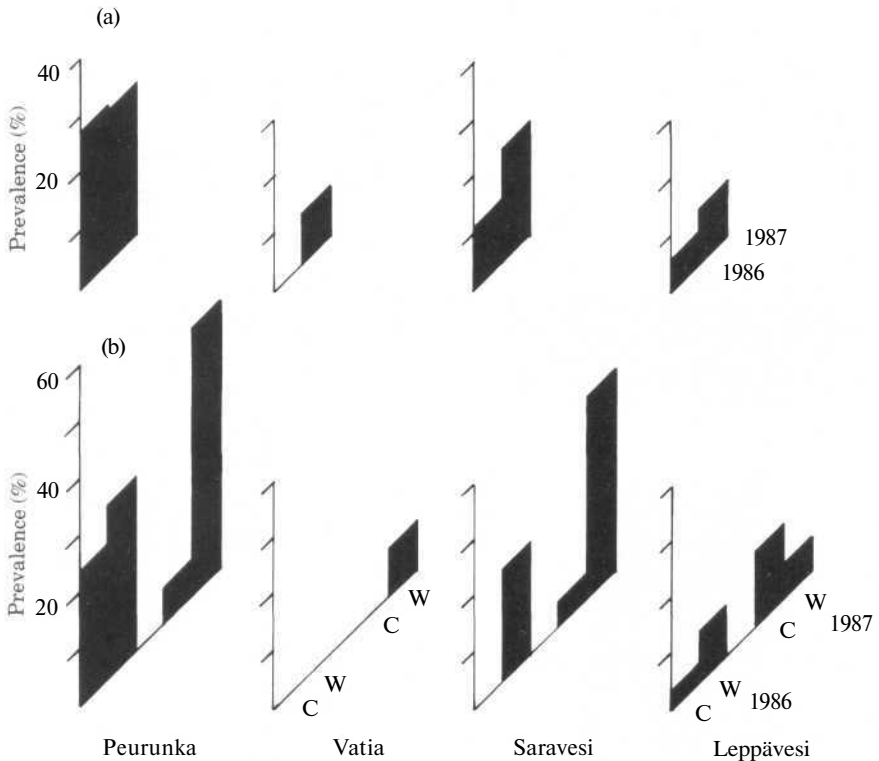 (a)
40
20
Prevalence (%)
1987
1986
(b)
60
40
20
Prevalence (%)
W
C
W
C
W
C
1987
W
C
1986
Peurunka
Vatia
Saravesi
Leppävesi